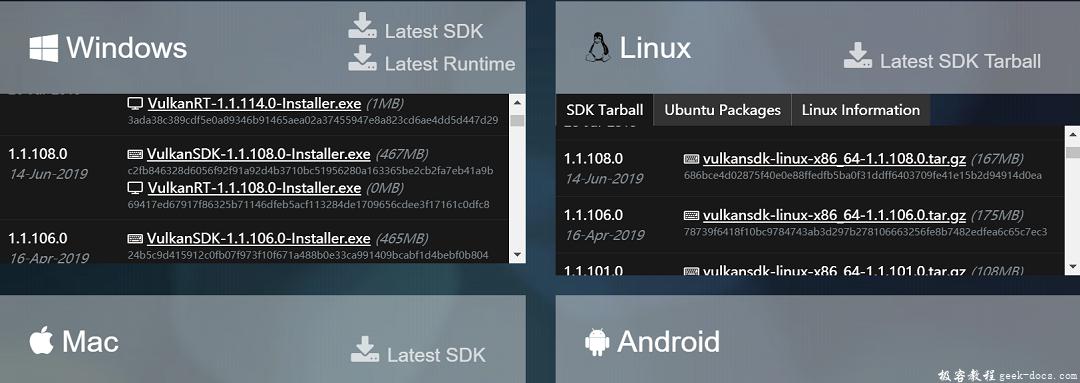 Windows
Latest SDK
Latest Runtime
VulkanRT-1.1.114.0-Installer.exe (1MB)
3ada38c389cdf5e0a89346b91465aea02a37455947e8a823cd6ae4dd5d447d29
1.1.108.0
14-Jun-2019
VulkanSDK-1.1.108.0-Installer.exe (467MB)
c2fb846328d6056f92f91a92d4b3710bc51956280a163365be2cb2fa7eb41a9b
VulkanRT-1.1.108.0-Installer.exe (0MB)
69417ed67917f86325b71146dfeb5acf113284de1709656cdee3f17161c0dfc8
1.1.106.0
16-Apr-2019
VulkanSDK-1.1.106.0-Installer.exe (465MB)
24b5c9d415912c0fb07f973f10f671a488b0e33ca991409bcabf1d4bebf0b804
Linux
Latest SDK Tarball
SDK Tarball
Ubuntu Packages
Linux Information
1.1.108.0
14-Jun-2019
vulkansdk-linux-x86_64-1.1.108.0.tar.gz (167MB)
686bce4d02875f40e0e88ffedfb5ba0f31ddff6403709fe41e15b2d94914d0ea
1.1.106.0
16-Apr-2019
vulkansdk-linux-x86_64-1.1.106.0.tar.gz (175MB)
78739f6418f10bc9784743ab3d297b278106663256fe8b7482edfea6c65c7ec3
1.1.101.0
vulkansdk-linux-x86_64-1.1.101.0.tar.gz (108MB)
Mac
Latest SDK
Android
极客教程 geek-docs.com